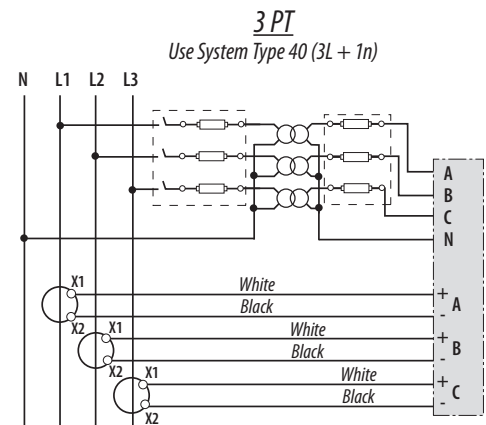 3 PT
Use System Type 40 (3L + 1n)
N L1 L2 L3
A
B
C
N
X1 White +
Black - A
X2 X1 White +
Black - B
X2 X1 White +
Black - C
X2